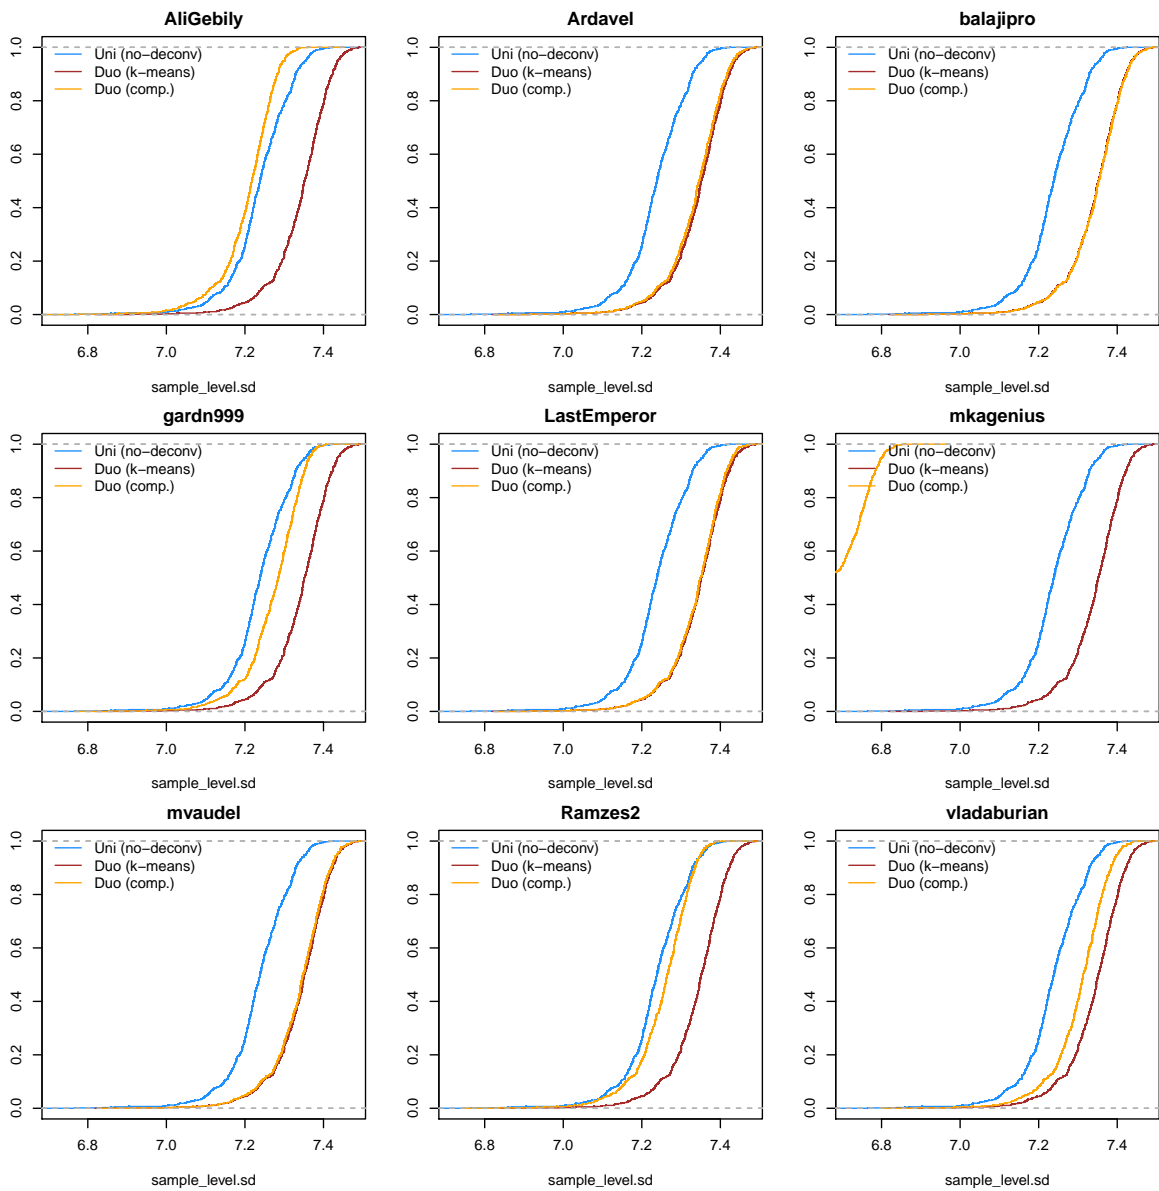 AliGebily
Ardavel
balajipro
Uni (no−deconv)
Duo (k−means)
Duo (comp.)
Uni (no−deconv)
Duo (k−means)
Duo (comp.)
Uni (no−deconv)
Duo (k−means)
Duo (comp.)
0.0 0.2 0.4 0.6 0.8 1.0
0.0 0.2 0.4 0.6 0.8 1.0
0.0 0.2 0.4 0.6 0.8 1.0
6.8 7.0 7.2 7.4
6.8 7.0 7.2 7.4
6.8 7.0 7.2 7.4
sample_level.sd
sample_level.sd
sample_level.sd
gardn999
LastEmperor
mkagenius
Uni (no−deconv)
Duo (k−means)
Duo (comp.)
Uni (no−deconv)
Duo (k−means)
Duo (comp.)
Uni (no−deconv)
Duo (k−means)
Duo (comp.)
0.0 0.2 0.4 0.6 0.8 1.0
0.0 0.2 0.4 0.6 0.8 1.0
0.0 0.2 0.4 0.6 0.8 1.0
6.8 7.0 7.2 7.4
6.8 7.0 7.2 7.4
6.8 7.0 7.2 7.4
sample_level.sd
sample_level.sd
sample_level.sd
mvaudel
Ramzes2
vladaburian
Uni (no−deconv)
Duo (k−means)
Duo (comp.)
Uni (no−deconv)
Duo (k−means)
Duo (comp.)
Uni (no−deconv)
Duo (k−means)
Duo (comp.)
0.0 0.2 0.4 0.6 0.8 1.0
0.0 0.2 0.4 0.6 0.8 1.0
0.0 0.2 0.4 0.6 0.8 1.0
6.8 7.0 7.2 7.4
6.8 7.0 7.2 7.4
6.8 7.0 7.2 7.4
sample_level.sd
sample_level.sd
sample_level.sd